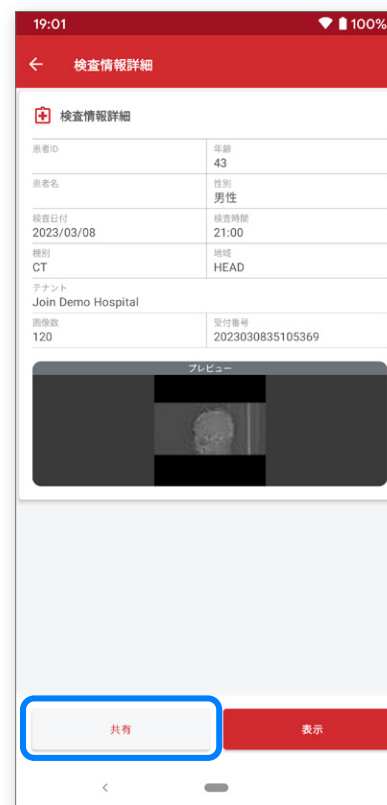 19:01 100%
検査情報詳細
検査情報詳細
患者ID 年齢
43
患者名 性別
男性
検査日付 検査時間
2023/03/08 21:00
種別 地域
CT HEAD
テナント
Join Demo Hospital
画像数 受付番号
120 2023030835105369
プレビュー
共有 表示